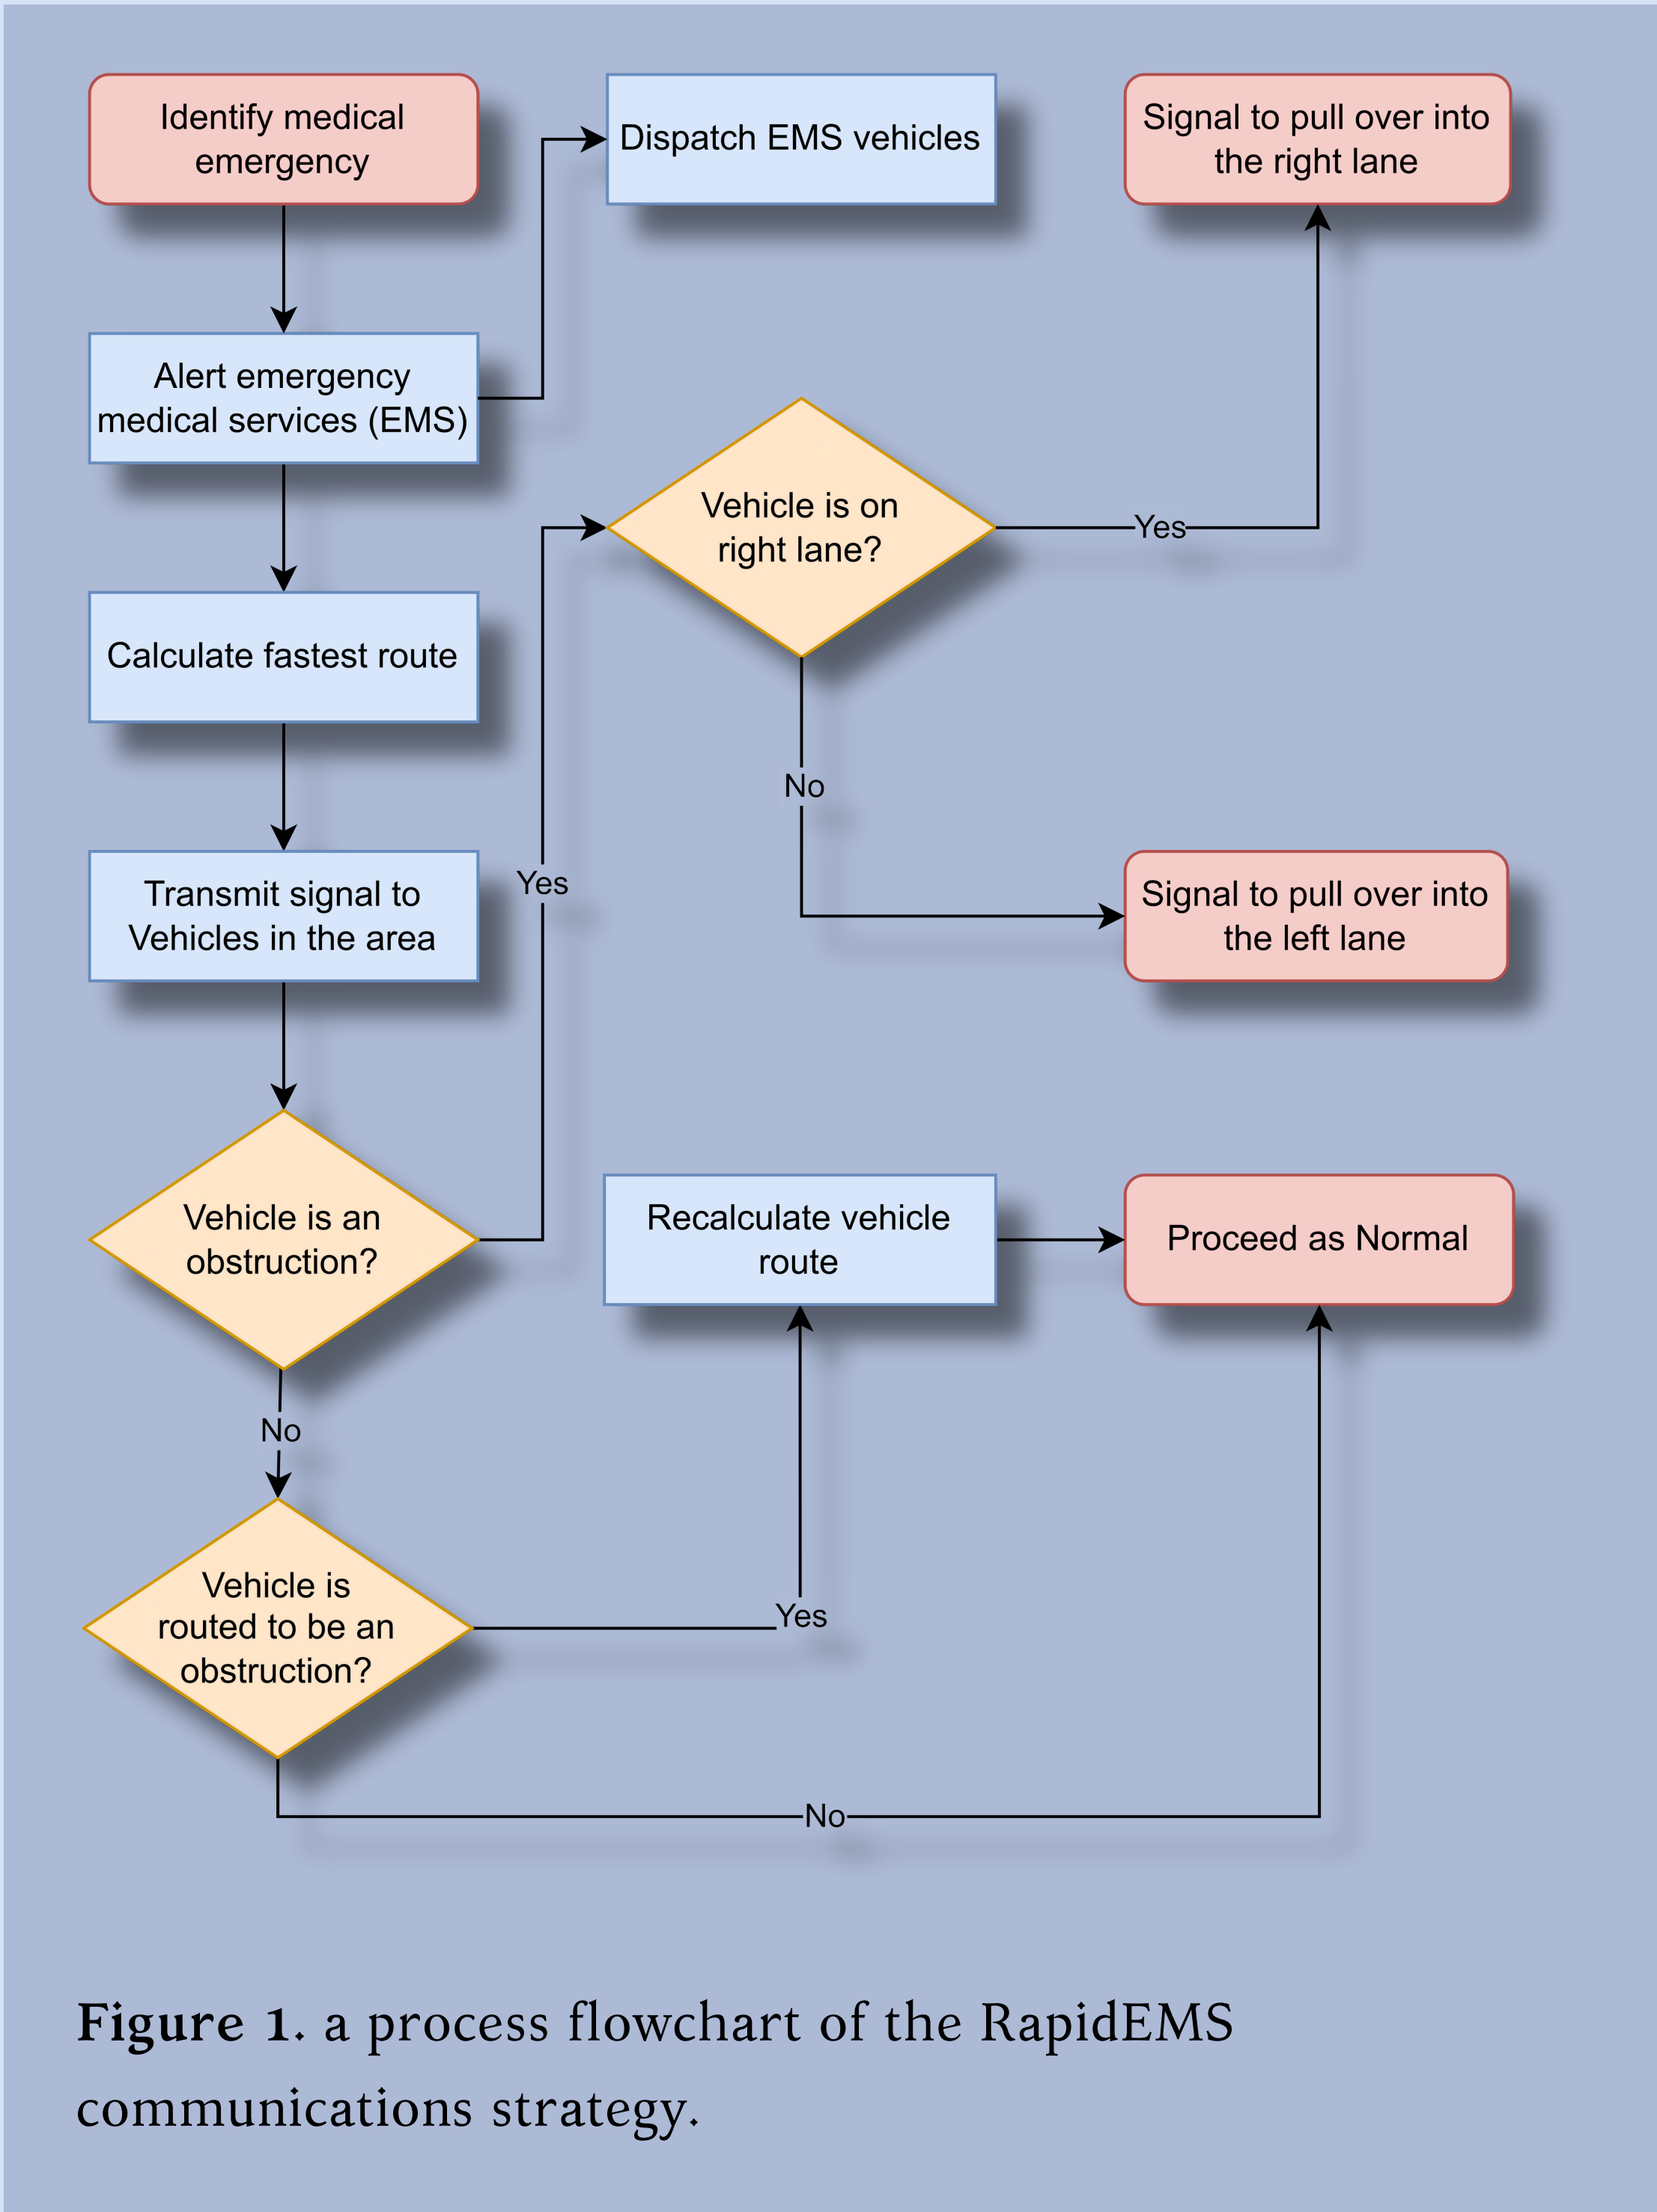 Identify medical
emergency
Dispatch EMS vehicles
Signal to pull over into
the right lane
Alert emergency
medical services (EMS)
Vehicle is on
right lane?
Yes
Calculate fastest route
No
Transmit signal to
Vehicles in the area
Yes
Signal to pull over into
the left lane
Vehicle is an
obstruction?
Recalculate vehicle
route
Proceed as Normal
No
Vehicle is
routed to be an
obstruction?
Yes
No
Figure 1. a process flowchart of the RapidEMS
communications strategy.